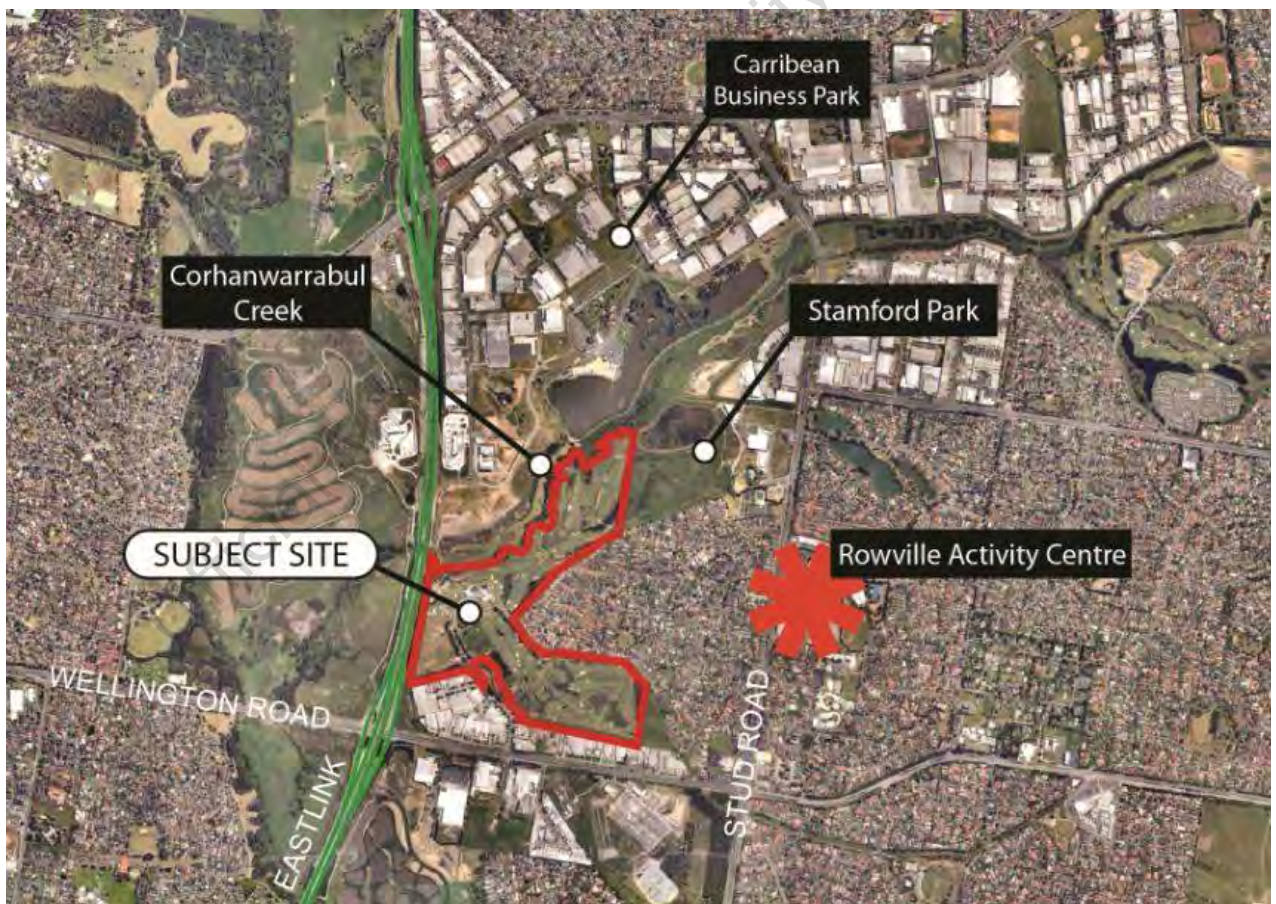 Carribean
Business Park
Corhanwarrabul
Creek
Stamford Park
SUBJECT SITE
Rowville Activity Centre
WELLINGTON ROAD
EASTLINK
STUD ROAD